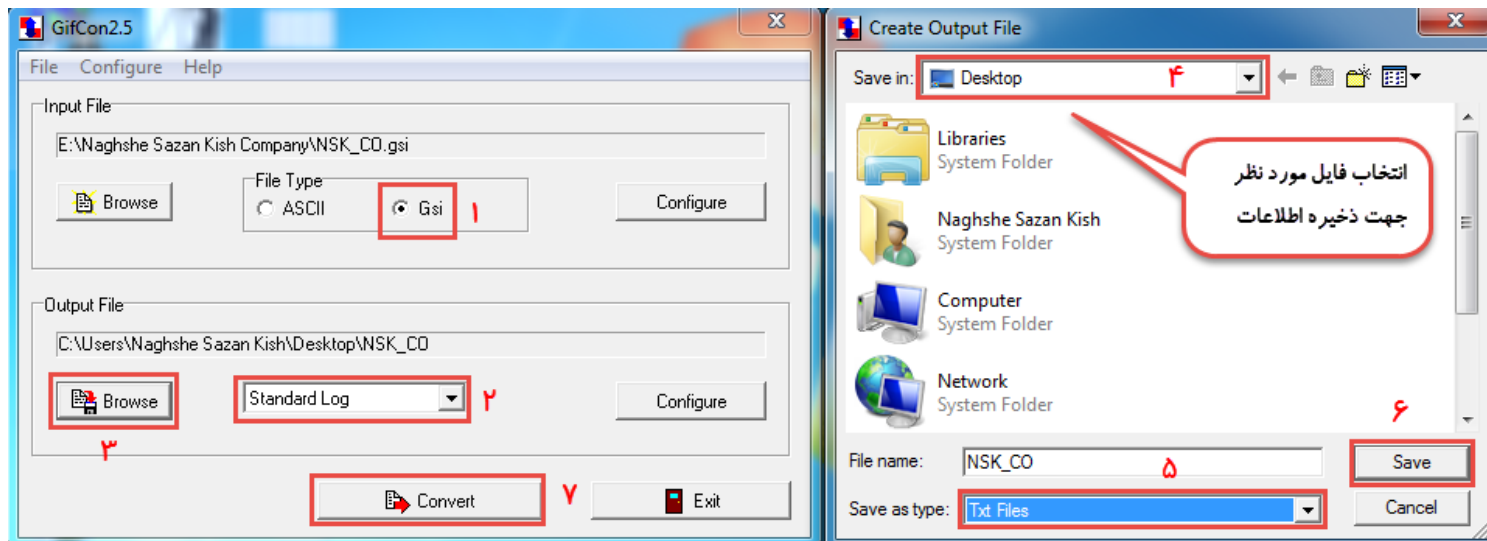 GifCon2.5
File Configure Help
Input File
E:\Naghshe Sazan Kish Company\NSK_CO.gsi
Browse
File Type
ASCII
Gsi
۱
Configure
Output File
C:\Users\Naghshe Sazan Kish\Desktop\NSK_CO
Browse
۳
Standard Log
۲
Configure
Convert
۷
Exit
Create Output File
Save in: Desktop
۴
Libraries
System Folder
Naghshe Sazan Kish
System Folder
Computer
System Folder
Network
System Folder
انتخاب فایل مورد نظر
جهت ذخیره اطلاعات
۶
File name: NSK_CO
۵
Save
Save as type: Txt Files
Cancel